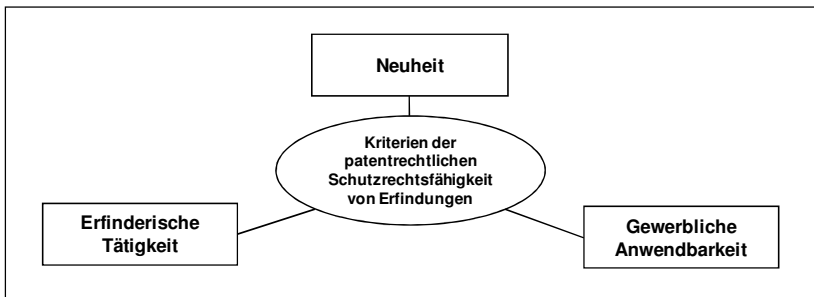 Neuheit
Kriterien der
patentrechtlichen
Schutzrechtsfähigkeit
von Erfindungen
Erfinderische
Tätigkeit
Gewerbliche
Anwendbarkeit